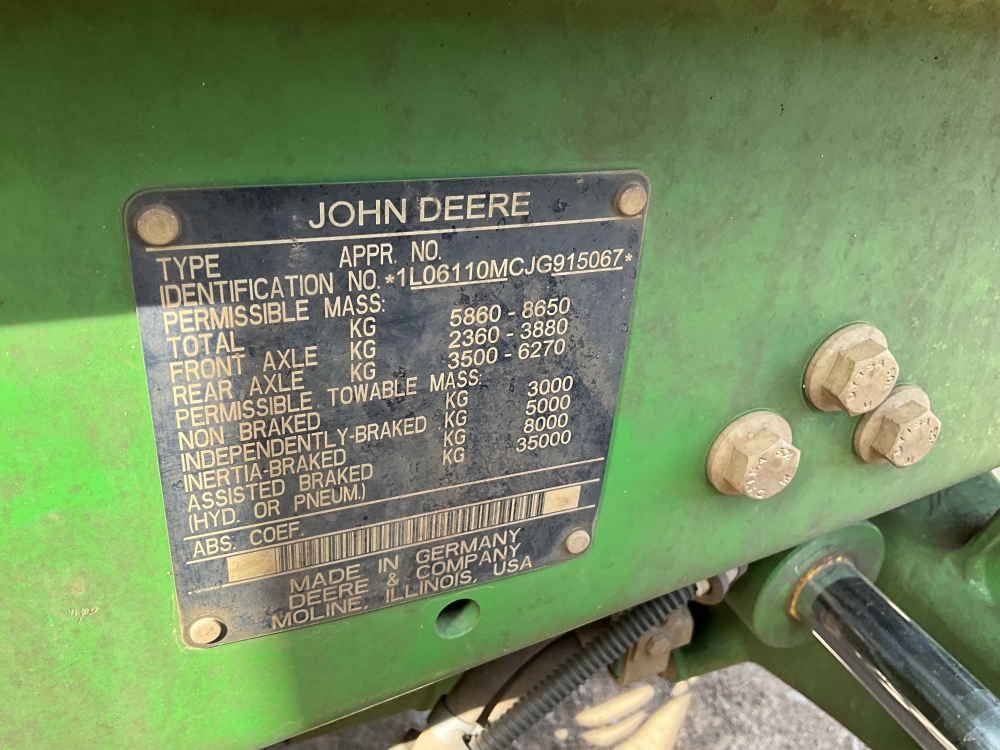 JOHN DEERE
TYPE APPR. NO.
IDENTIFICATION NO. *1L06110MCJG915067*
PERMISSIBLE MASS:
TOTAL KG 5860 - 8650
FRONT AXLE KG 2360 - 3880
REAR AXLE KG 3500 - 6270
PERMISSIBLE TOWABLE MASS:
NON BRAKED KG 3000
INDEPENDENTLY-BRAKED KG 5000
INERTIA-BRAKED KG 8000
ASSISTED BRAKED KG 35000
(HYD. OR PNEUM.)
ABS. COEF.
MADE IN GERMANY
DEERE & COMPANY
MOLINE, ILLINOIS, USA